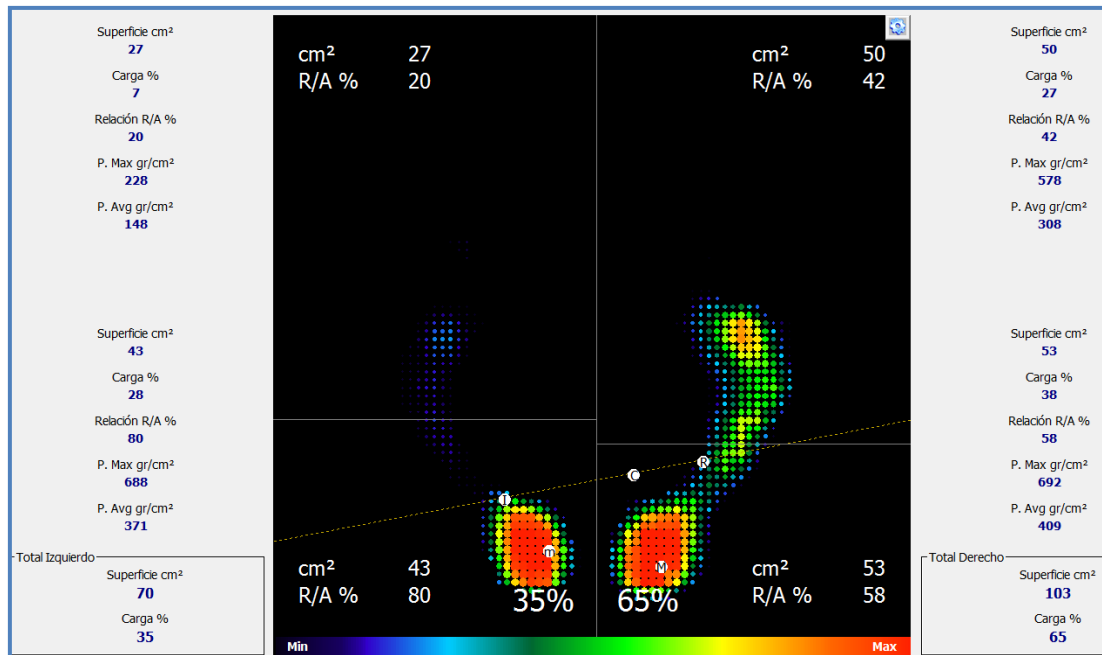 Superficie cm²
27
Carga %
7
Relación R/A %
20
P. Max gr/cm²
228
P. Avg gr/cm²
148
Superficie cm²
43
Carga %
28
Relación R/A %
80
P. Max gr/cm²
688
P. Avg gr/cm²
371
Total Izquierdo
Superficie cm²
70
Carga %
35
cm² 27
R/A % 20
cm² 50
R/A % 42
R
C
I
m
M
cm² 43
R/A % 80
35%
65%
cm² 53
R/A % 58
Min
Max
Superficie cm²
50
Carga %
27
Relación R/A %
42
P. Max gr/cm²
578
P. Avg gr/cm²
308
Superficie cm²
53
Carga %
38
Relación R/A %
58
P. Max gr/cm²
692
P. Avg gr/cm²
409
Total Derecho
Superficie cm²
103
Carga %
65